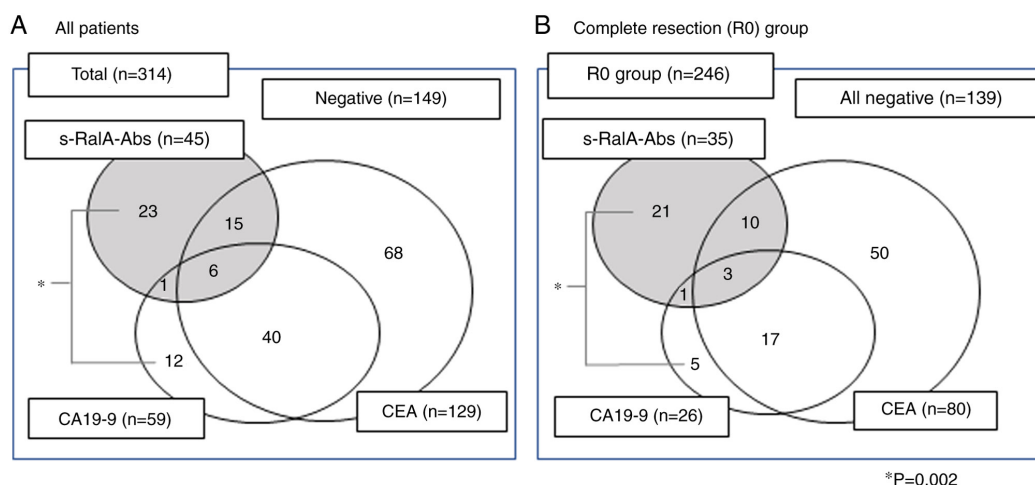 A All patients
Total (n=314)
Negative (n=149)
s-RalA-Abs (n=45)
23
15
68
*
1
6
40
12
CA19-9 (n=59)
CEA (n=129)
B Complete resection (R0) group
R0 group (n=246)
All negative (n=139)
s-RalA-Abs (n=35)
21
10
50
*
1
3
17
5
CA19-9 (n=26)
CEA (n=80)
*P=0.002